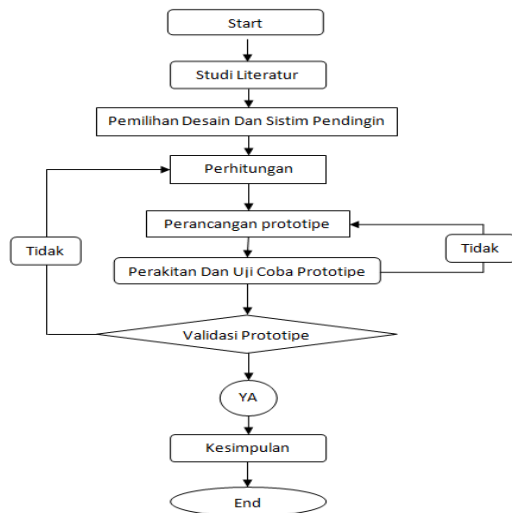 Start
Studi Literatur
Pemilihan Desain Dan Sistim Pendingin
Perhitungan
Perancangan prototipe
Tidak
Tidak
Perakitan Dan Uji Coba Prototipe
Validasi Prototipe
YA
Kesimpulan
End